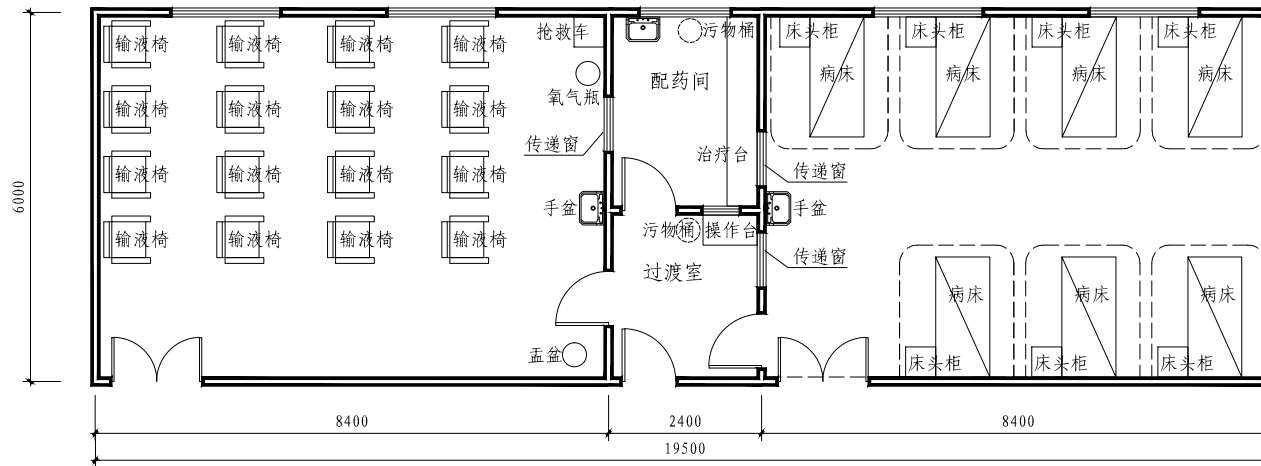 输液椅 输液椅 输液椅 输液椅 抢救车 污物桶 床头柜 床头柜 床头柜 床头柜
氧气瓶 配药间 病床 病床 病床 病床
输液椅 输液椅 输液椅 输液椅
传递窗 治疗台 传递窗
输液椅 输液椅 输液椅 输液椅
手盆 手盆
输液椅 输液椅 输液椅 输液椅 污物桶 操作台
传递窗
过渡室
病床 病床 病床
盂盆 床头柜 床头柜 床头柜
6000
8400 2400 8400
19500